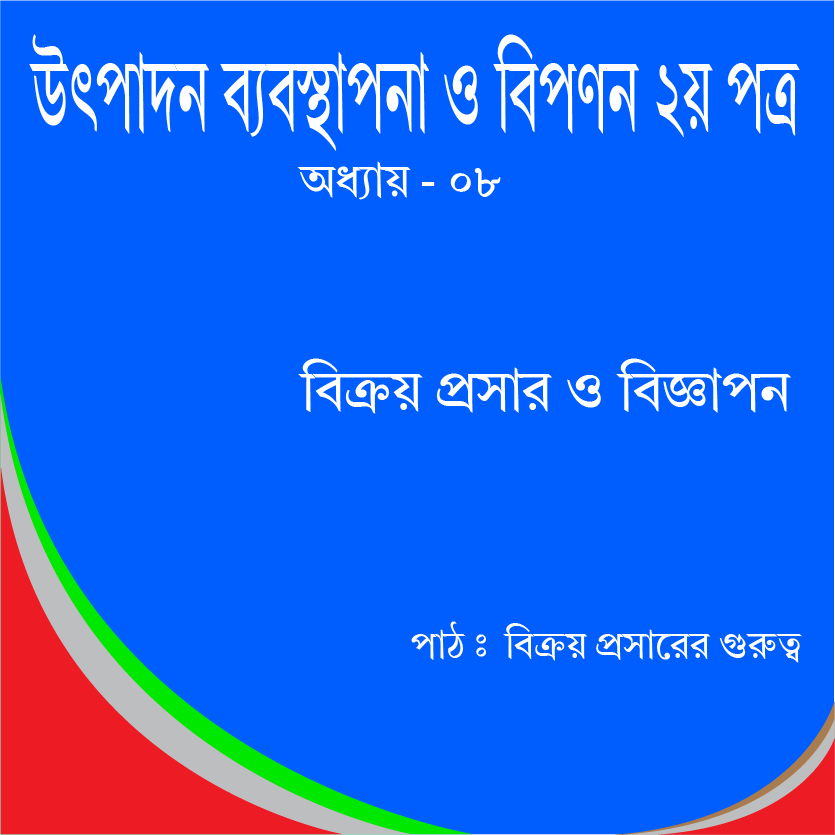 উৎপাদন ব্যবস্থাপনা ও বিপণন ২য় পত্র
অধ্যায় - ০৮
বিক্রয় প্রসার ও বিজ্ঞাপন
পাঠ ঃ বিক্রয় প্রসারের গুরুত্ব